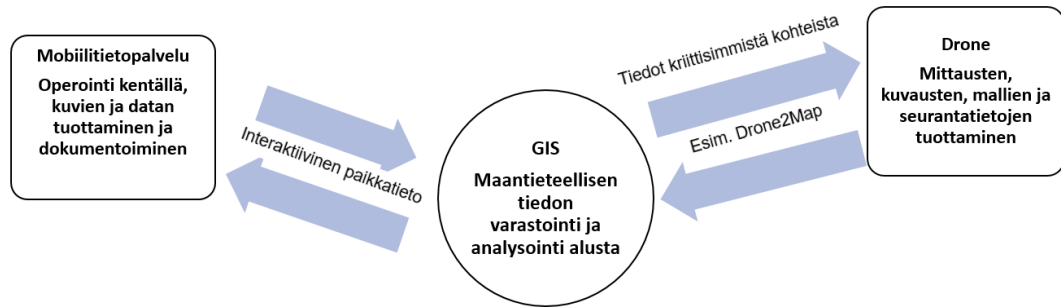 Mobiilitietopalvelu
Operointi kentällä,
kuvien ja datan
tuottaminen ja
dokumentoiminen
Interaktiivinen paikkatieto
GIS
Maantieteellisen
tiedon
varastointi ja
analysointi alusta
Tiedot kriittisimmistä kohteista
Esim. Drone2Map
Drone
Mittausten,
kuvausten, mallien ja
seurantatietojen
tuottaminen